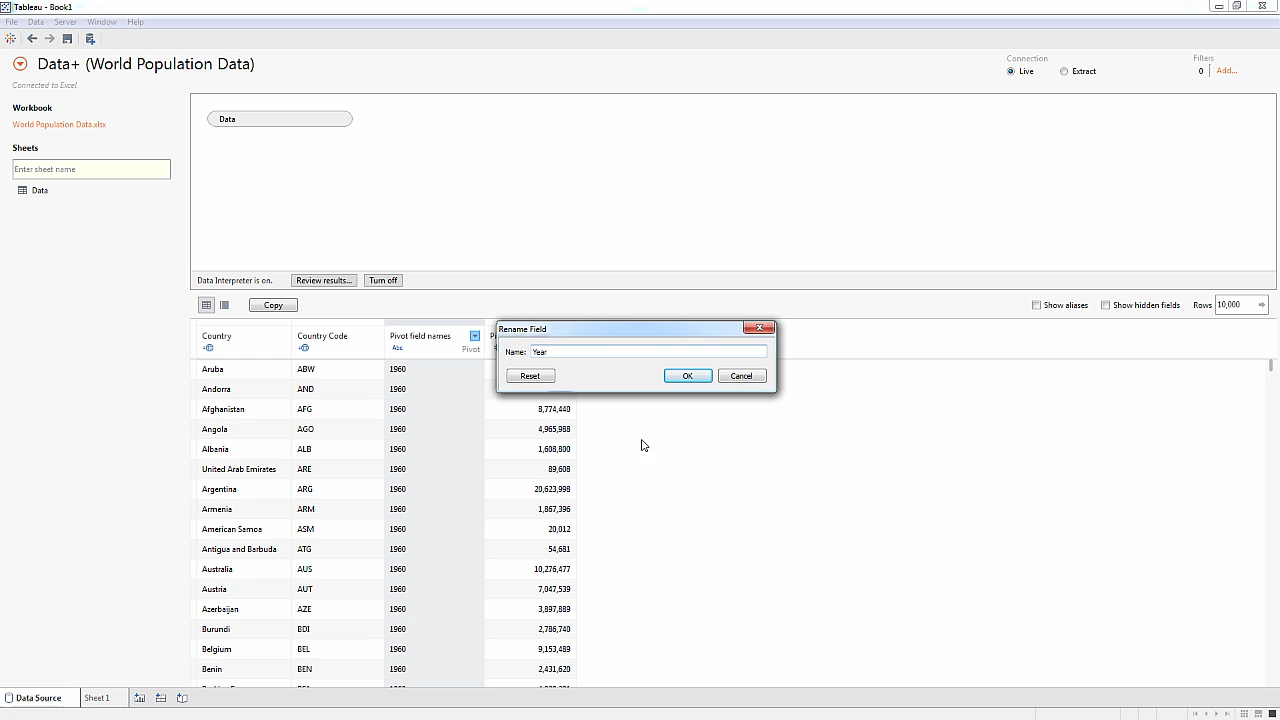 Tableau - Book1
File Data Server Window Help
Data+ (World Population Data)
Connection
Filters
Live Extract
0 Add...
Connected to Excel
Workbook
World Population Data.xlsx
Sheets
Enter sheet name
Data
Data
Data Interpreter is on. Review results... Turn off
Copy
Show aliases Show hidden fields Rows 10,000
Country Country Code Pivot field names
Abc Pivot
Rename Field
Name: Year
Reset OK Cancel
Aruba ABW 1960
Andorra AND 1960
Afghanistan AFG 1960 8,774,440
Angola AGO 1960 4,965,988
Albania ALB 1960 1,608,800
United Arab Emirates ARE 1960 89,608
Argentina ARG 1960 20,623,998
Armenia ARM 1960 1,867,396
American Samoa ASM 1960 20,012
Antigua and Barbuda ATG 1960 54,681
Australia AUS 1960 10,276,477
Austria AUT 1960 7,047,539
Azerbaijan AZE 1960 3,897,889
Burundi BDI 1960 2,786,740
Belgium BEL 1960 9,153,489
Benin BEN 1960 2,431,620
Data Source Sheet 1